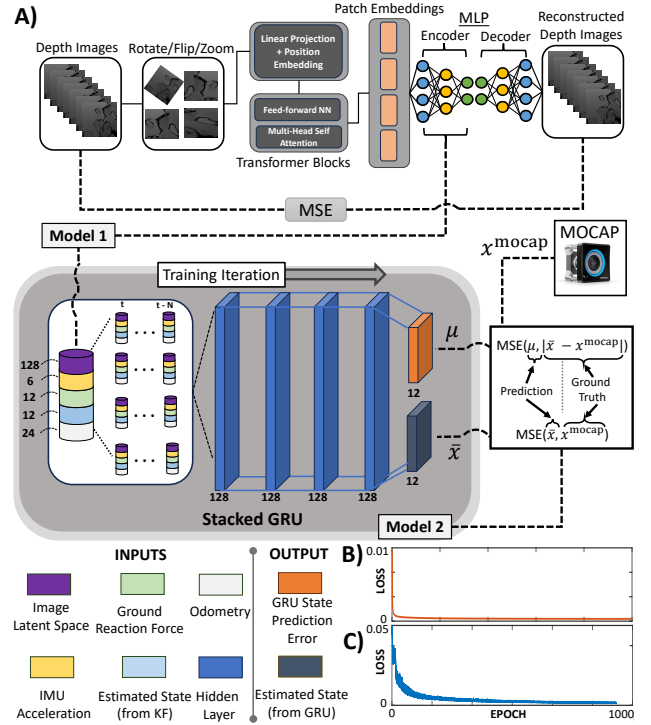 A)
Depth Images
Rotate/Flip/Zoom
Linear Projection
+ Position
Embedding
Feed-forward NN
Multi-Head Self
Attention
Transformer Blocks
Patch Embeddings
MLP
Encoder
Decoder
Reconstructed
Depth Images
MSE
Model 1
Training Iteration
t
t - N
128
6
12
12
24
128
128
128
128
Stacked GRU
12
12
μ
x̄
x^mocap
MOCAP
MSE(μ, |x̄ − x^mocap|)
Prediction
Ground
Truth
MSE(x̄, x^mocap)
Model 2
INPUTS
OUTPUT
Image
Latent Space
Ground
Reaction Force
Odometry
GRU State
Prediction
Error
IMU
Acceleration
Estimated State
(from KF)
Hidden
Layer
Estimated State
(from GRU)
B)
0.01
LOSS
0
C)
0.05
LOSS
0
0
EPOCH
1000